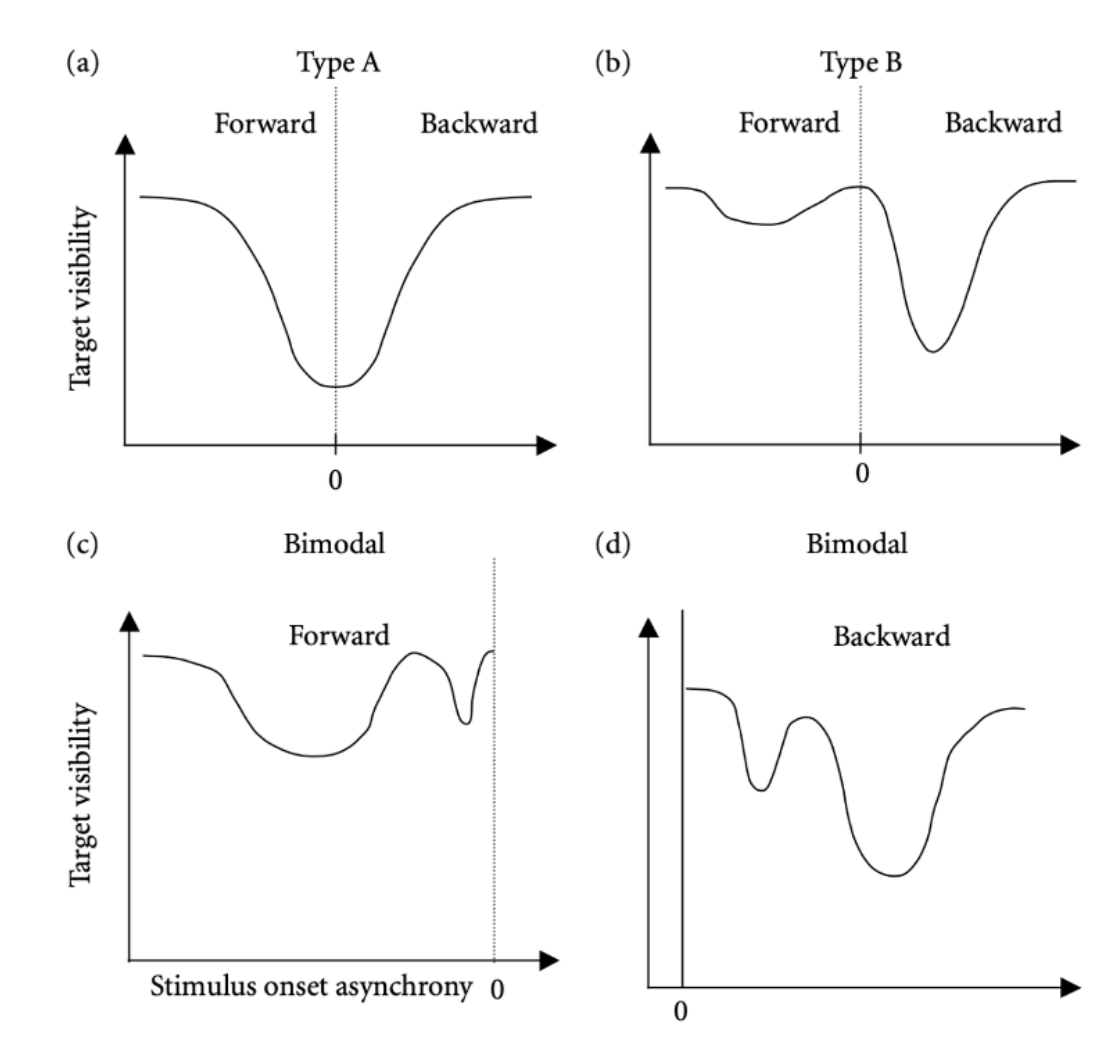 (a) Type A
Forward Backward
Target visibility
0
(b) Type B
Forward Backward
0
(c) Bimodal
Forward
Target visibility
Stimulus onset asynchrony 0
(d) Bimodal
Backward
0